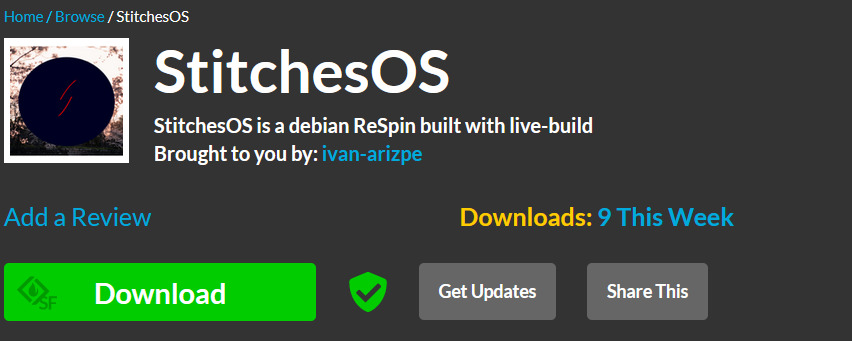 Home / Browse / StitchesOS
StitchesOS
StitchesOS is a debian ReSpin built with live-build
Brought to you by: ivan-arizpe
Add a Review
Downloads: 9 This Week
SF
Download
Get Updates
Share This